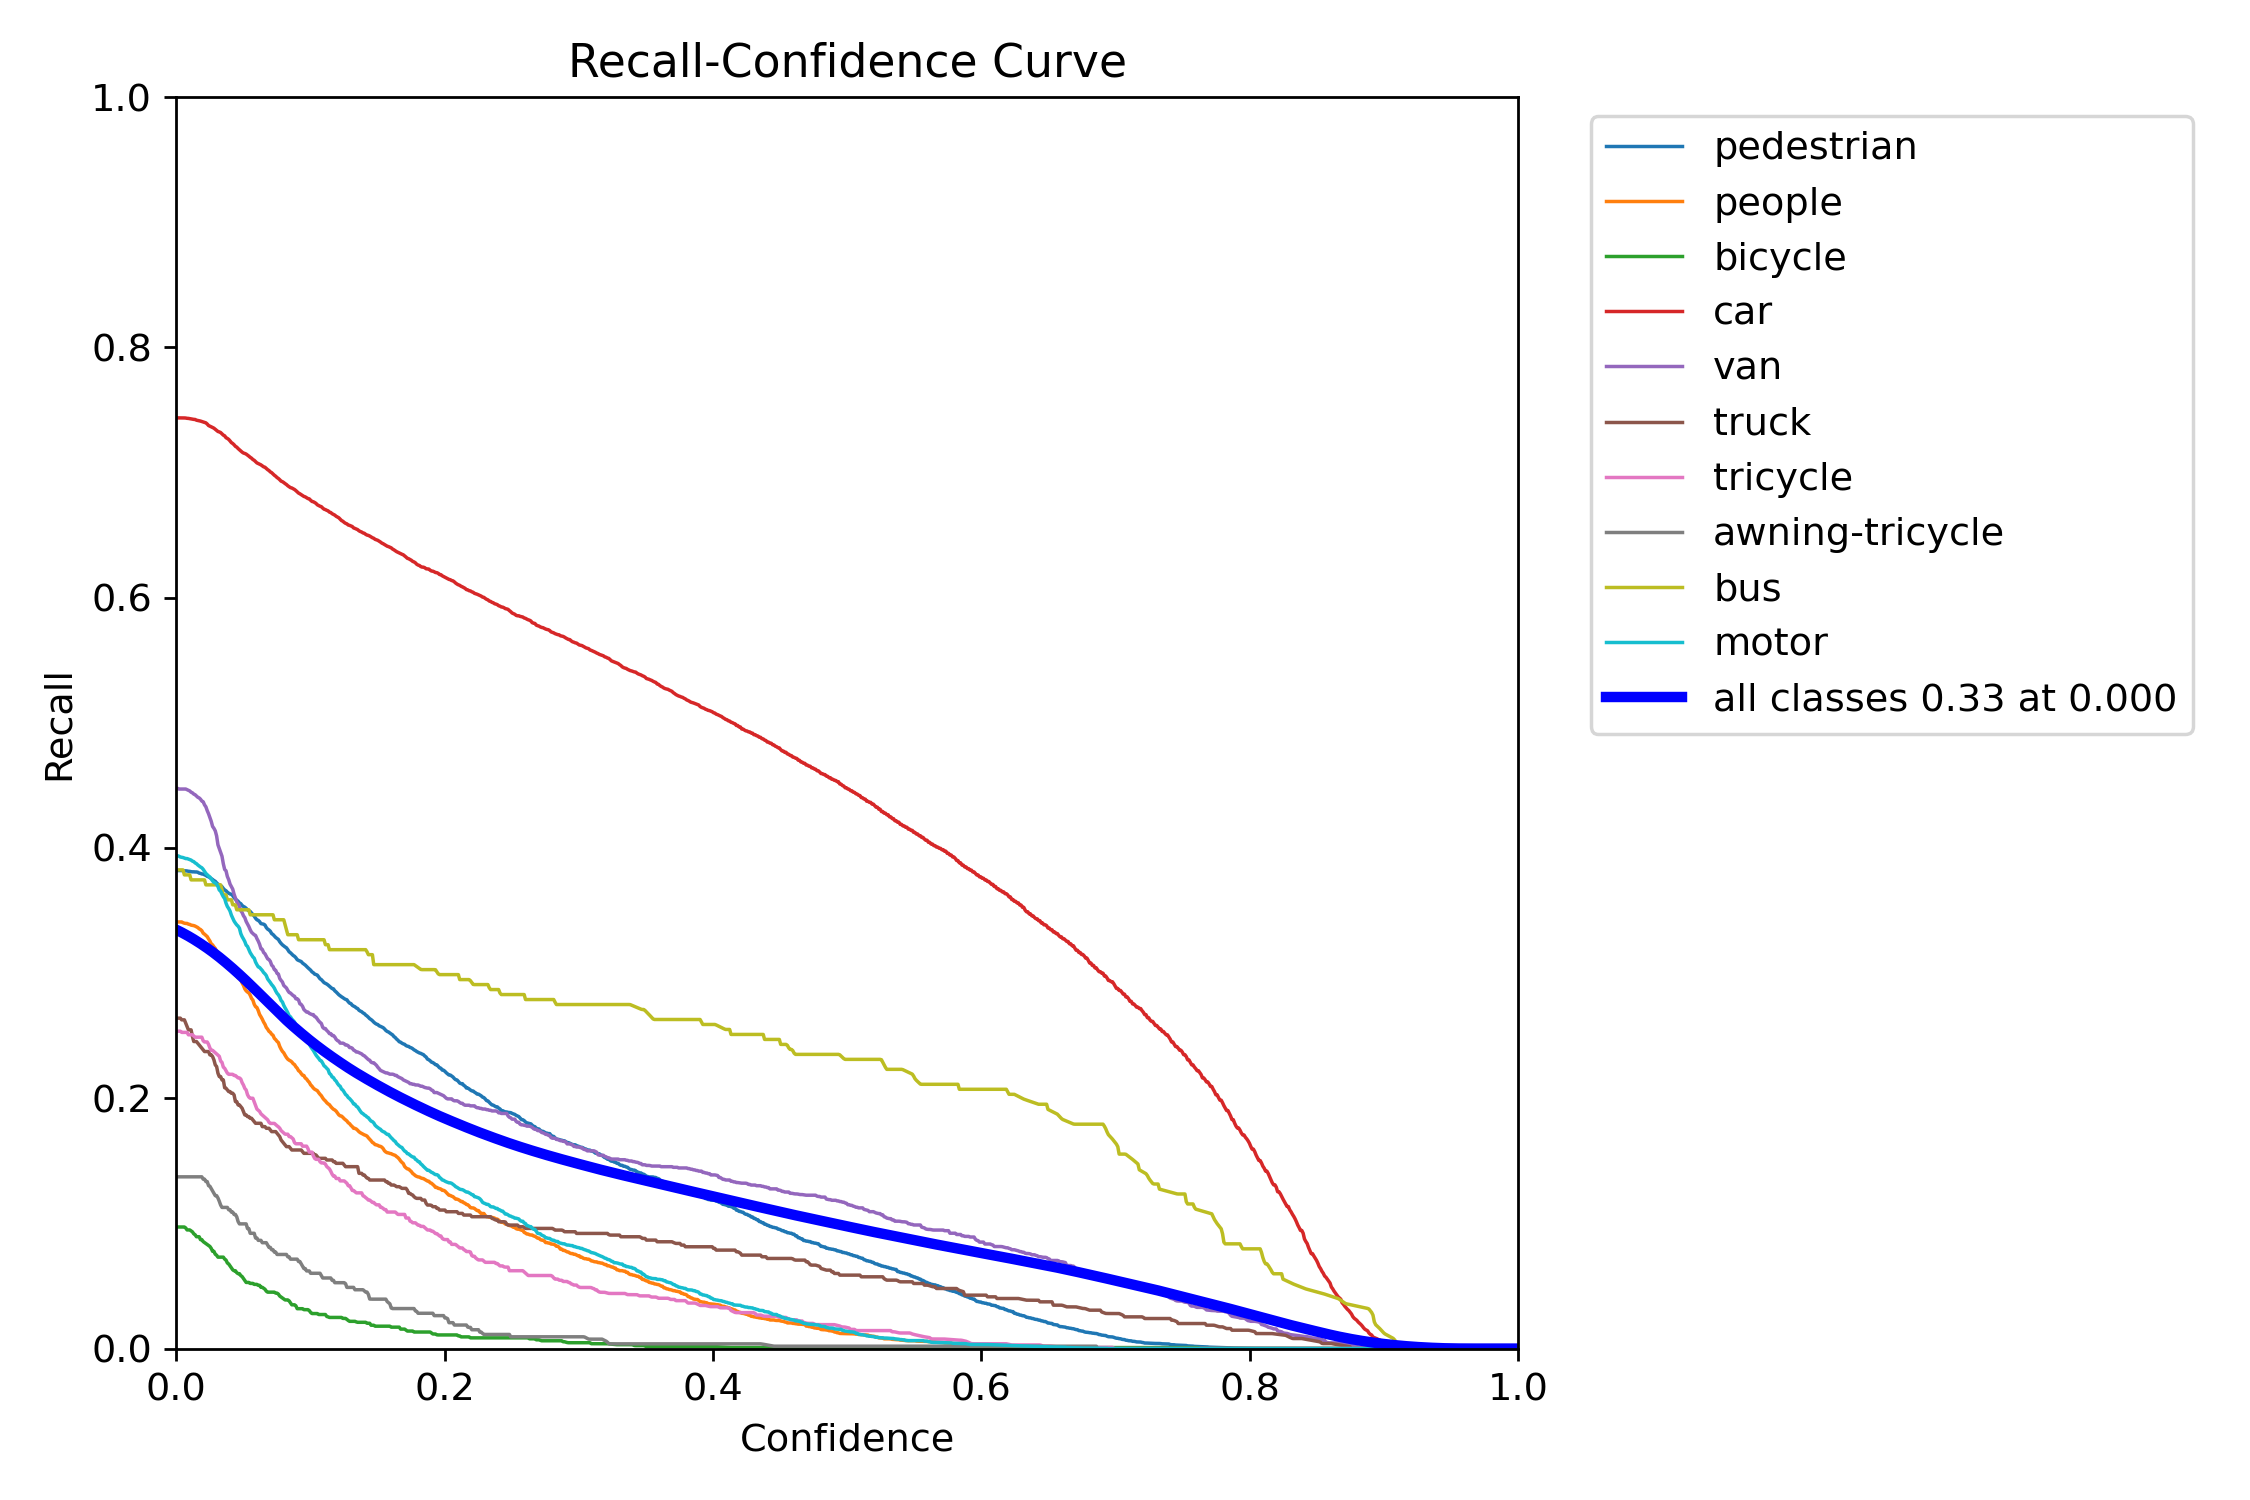 Recall-Confidence Curve
1.0
0.8
0.6
0.4
0.2
0.0
Recall
0.0 0.2 0.4 0.6 0.8 1.0
Confidence
pedestrian
people
bicycle
car
van
truck
tricycle
awning-tricycle
bus
motor
all classes 0.33 at 0.000